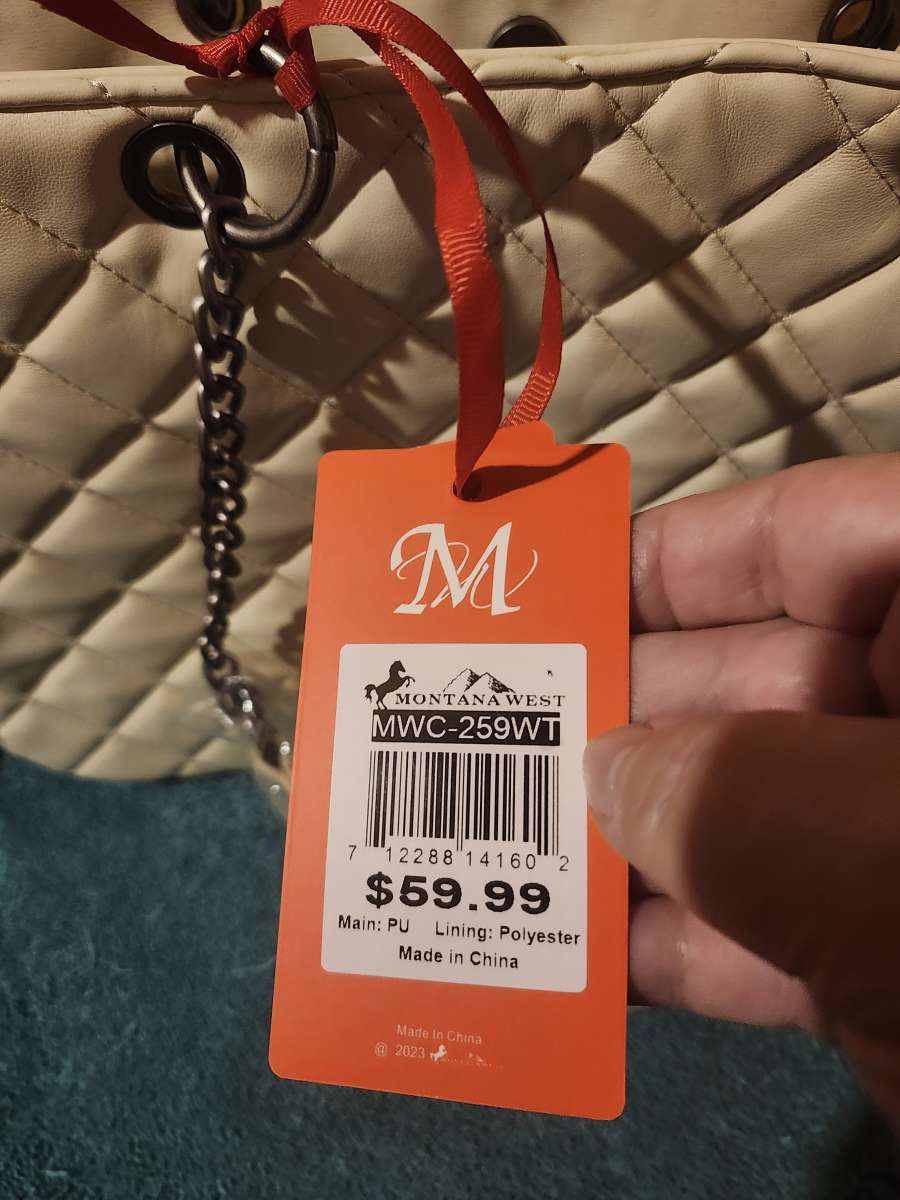 MW
MONTANA WEST
MWC-259WT
7 12288 14160 2
$59.99
Main: PU Lining: Polyester
Made in China
Made In China
@ 2023